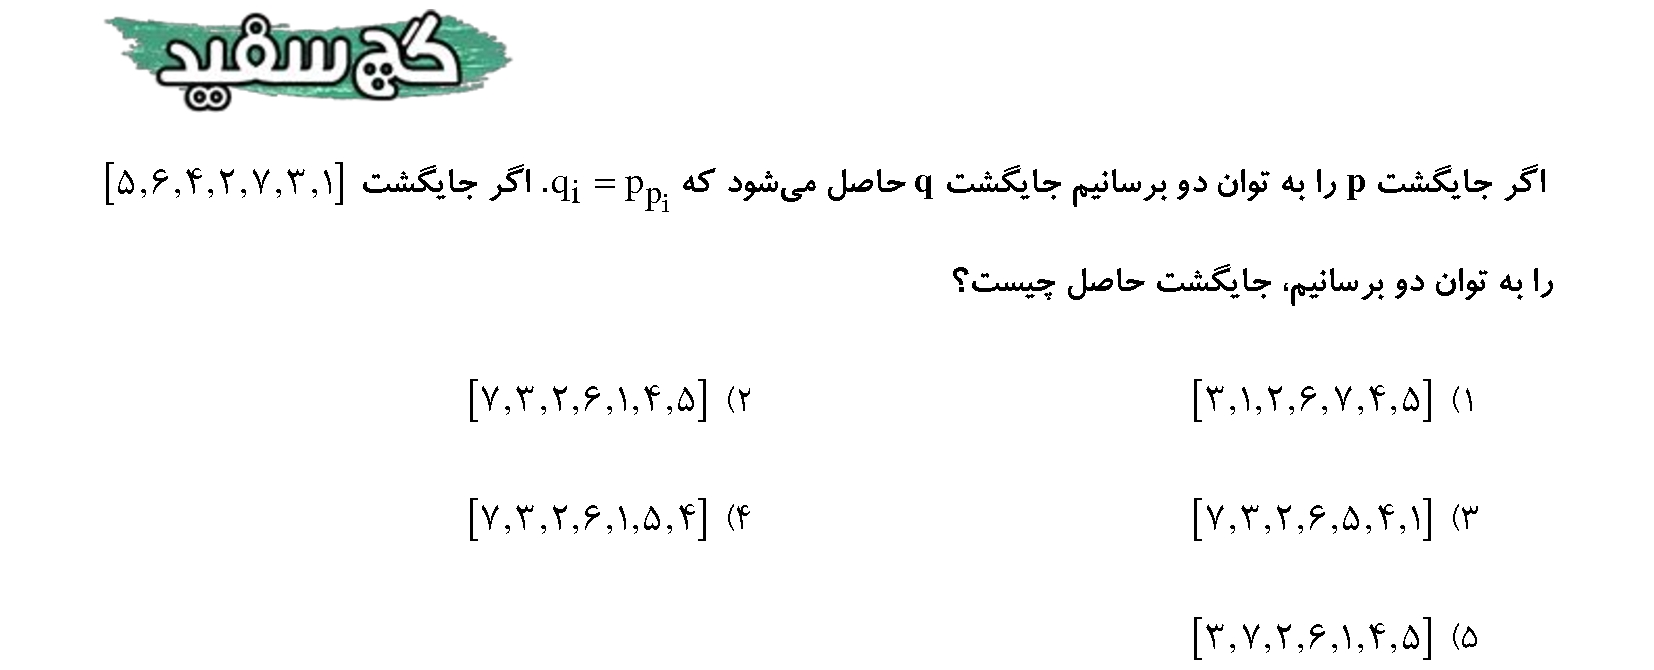 گچ سفید
اگر جایگشت p را به توان دو برسانیم جایگشت q حاصل می‌شود که qᵢ = p_{pᵢ}. اگر جایگشت [۵,۶,۴,۲,۷,۳,۱]
را به توان دو برسانیم، جایگشت حاصل چیست؟
۱) [۳,۱,۲,۶,۷,۴,۵] ۲) [۷,۳,۲,۶,۱,۴,۵]
۳) [۷,۳,۲,۶,۵,۴,۱] ۴) [۷,۳,۲,۶,۱,۵,۴]
۵) [۳,۷,۲,۶,۱,۴,۵]